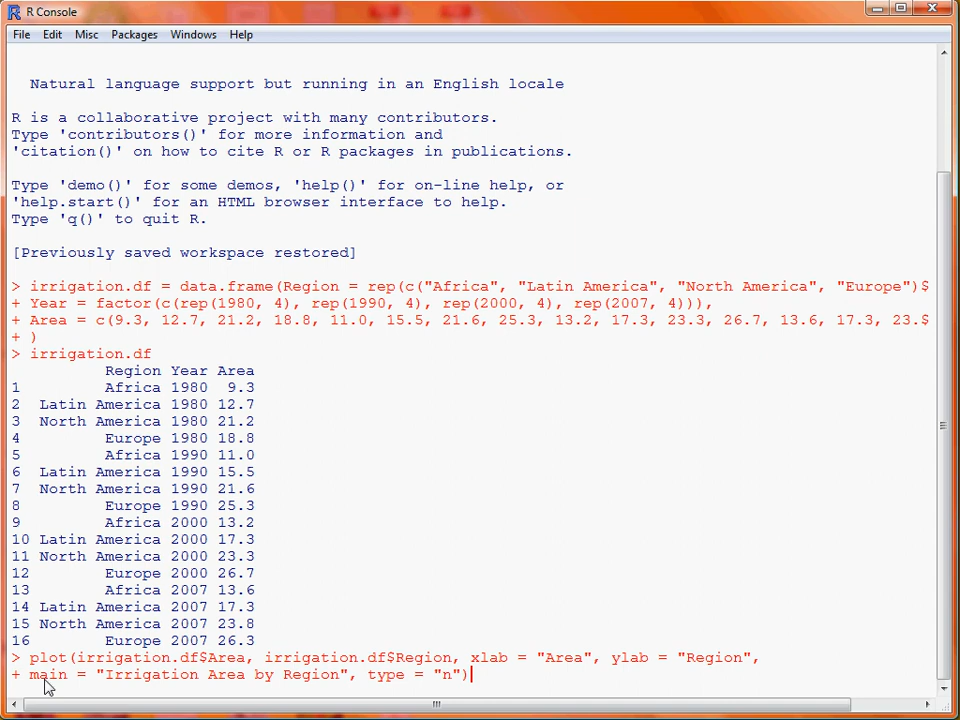 R Console
File Edit Misc Packages Windows Help
Natural language support but running in an English locale
R is a collaborative project with many contributors.
Type 'contributors()' for more information and
'citation()' on how to cite R or R packages in publications.
Type 'demo()' for some demos, 'help()' for on-line help, or
'help.start()' for an HTML browser interface to help.
Type 'q()' to quit R.
[Previously saved workspace restored]
> irrigation.df = data.frame(Region = rep(c("Africa", "Latin America", "North America", "Europe")$
+ Year = factor(c(rep(1980, 4), rep(1990, 4), rep(2000, 4), rep(2007, 4))),
+ Area = c(9.3, 12.7, 21.2, 18.8, 11.0, 15.5, 21.6, 25.3, 13.2, 17.3, 23.3, 26.7, 13.6, 17.3, 23.$
+ )
> irrigation.df
Region Year Area
1 Africa 1980 9.3
2 Latin America 1980 12.7
3 North America 1980 21.2
4 Europe 1980 18.8
5 Africa 1990 11.0
6 Latin America 1990 15.5
7 North America 1990 21.6
8 Europe 1990 25.3
9 Africa 2000 13.2
10 Latin America 2000 17.3
11 North America 2000 23.3
12 Europe 2000 26.7
13 Africa 2007 13.6
14 Latin America 2007 17.3
15 North America 2007 23.8
16 Europe 2007 26.3
> plot(irrigation.df$Area, irrigation.df$Region, xlab = "Area", ylab = "Region",
+ main = "Irrigation Area by Region", type = "n")